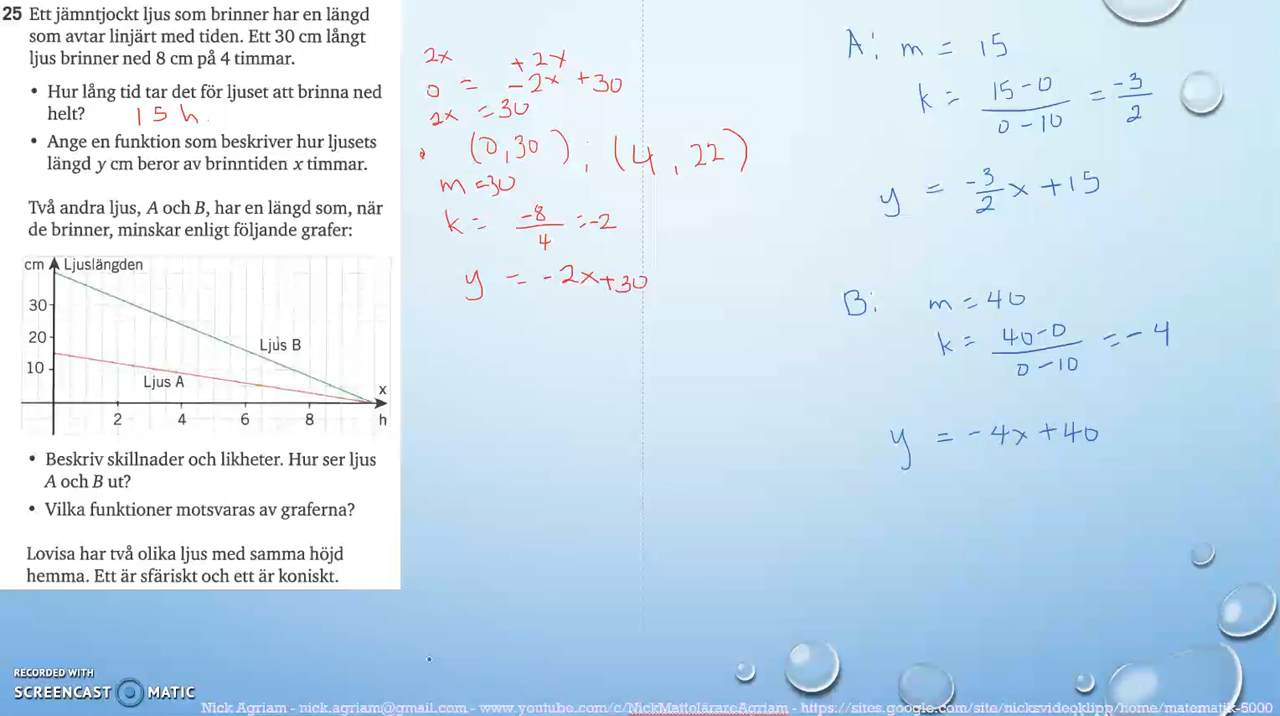 25 Ett jämntjockt ljus som brinner har en längd
som avtar linjärt med tiden. Ett 30 cm långt
ljus brinner ned 8 cm på 4 timmar.
• Hur lång tid tar det för ljuset att brinna ned
helt? 15 h.
• Ange en funktion som beskriver hur ljusets
längd y cm beror av brinntiden x timmar.
Två andra ljus, A och B, har en längd som, när
de brinner, minskar enligt följande grafer:
cm Ljuslängden
30
20
10
Ljus B
Ljus A
x
2 4 6 8 h
• Beskriv skillnader och likheter. Hur ser ljus
A och B ut?
• Vilka funktioner motsvaras av graferna?
Lovisa har två olika ljus med samma höjd
hemma. Ett är sfäriskt och ett är koniskt.
2x +2x
0 = -2x +30
2x = 30
(0,30) ; (4,22)
m = 30
k = -8/4 = -2
y = -2x+30
A: m = 15
k = 15-0/0-10 = -3/2
y = -3/2 x + 15
B: m = 40
k = 40-0/0-10 = -4
y = -4x +40
RECORDED WITH
SCREENCAST MATIC
Nick Agriam - nick.agriam@gmail.com - www.youtube.com/c/NickMattelärareAgriam - https://sites.google.com/site/nicksvideoklipp/home/matematik-5000